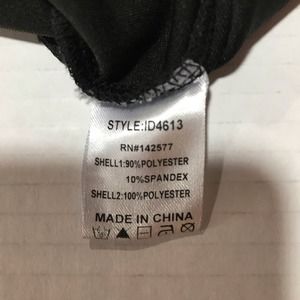 STYLE:ID4613
RN#142577
SHELL1:90%POLYESTER
10%SPANDEX
SHELL2:100%POLYESTER
MADE IN CHINA